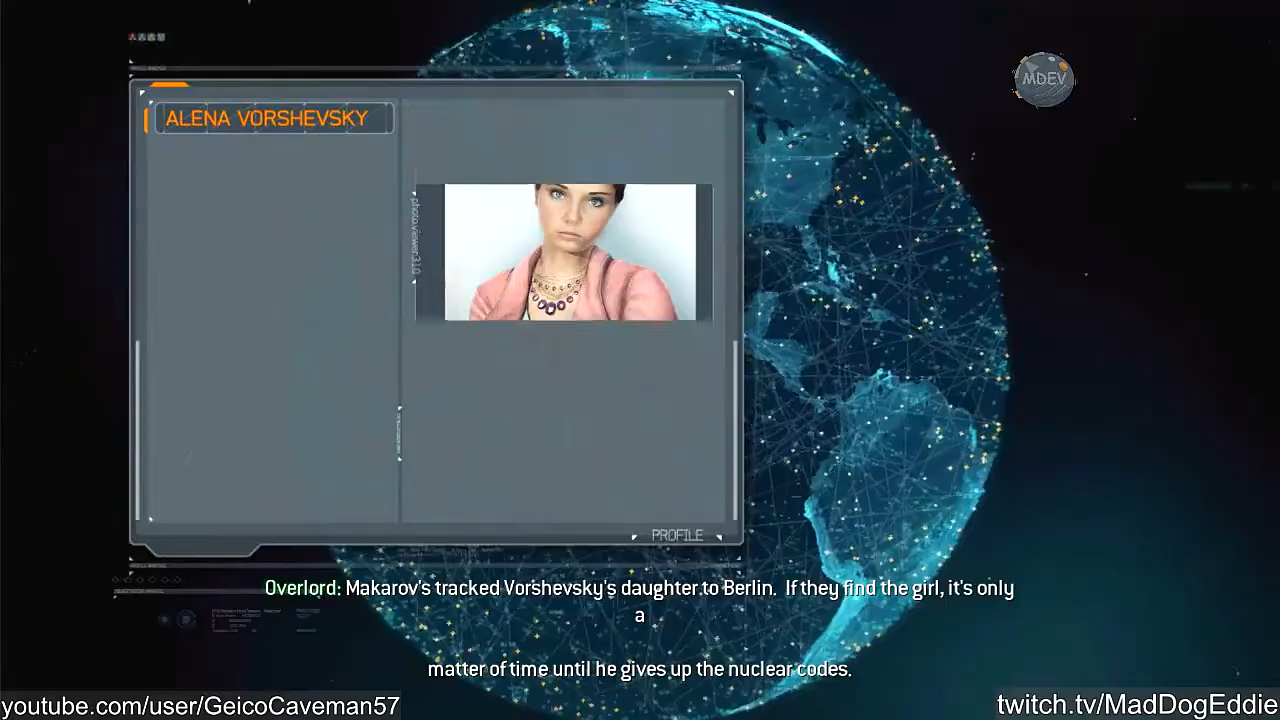 MDEV
ALENA VORSHEVSKY
photoviewer310
PROFILE
Overlord: Makarov's tracked Vorshevsky's daughter to Berlin.  If they find the girl, it's only
a
matter of time until he gives up the nuclear codes.
youtube.com/user/GeicoCaveman57
twitch.tv/MadDogEddie